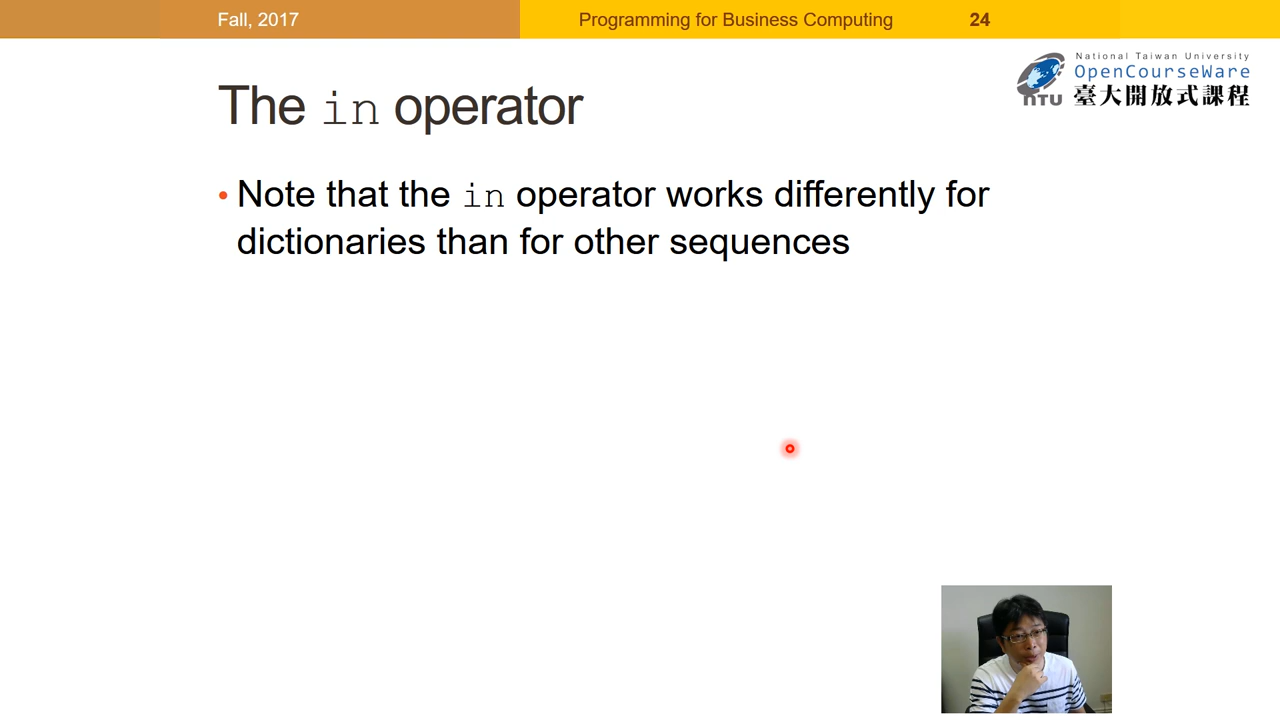 Fall, 2017
Programming for Business Computing
24
National Taiwan University
OpenCourseWare
臺大開放式課程
NTU
The in operator
• Note that the in operator works differently for
dictionaries than for other sequences